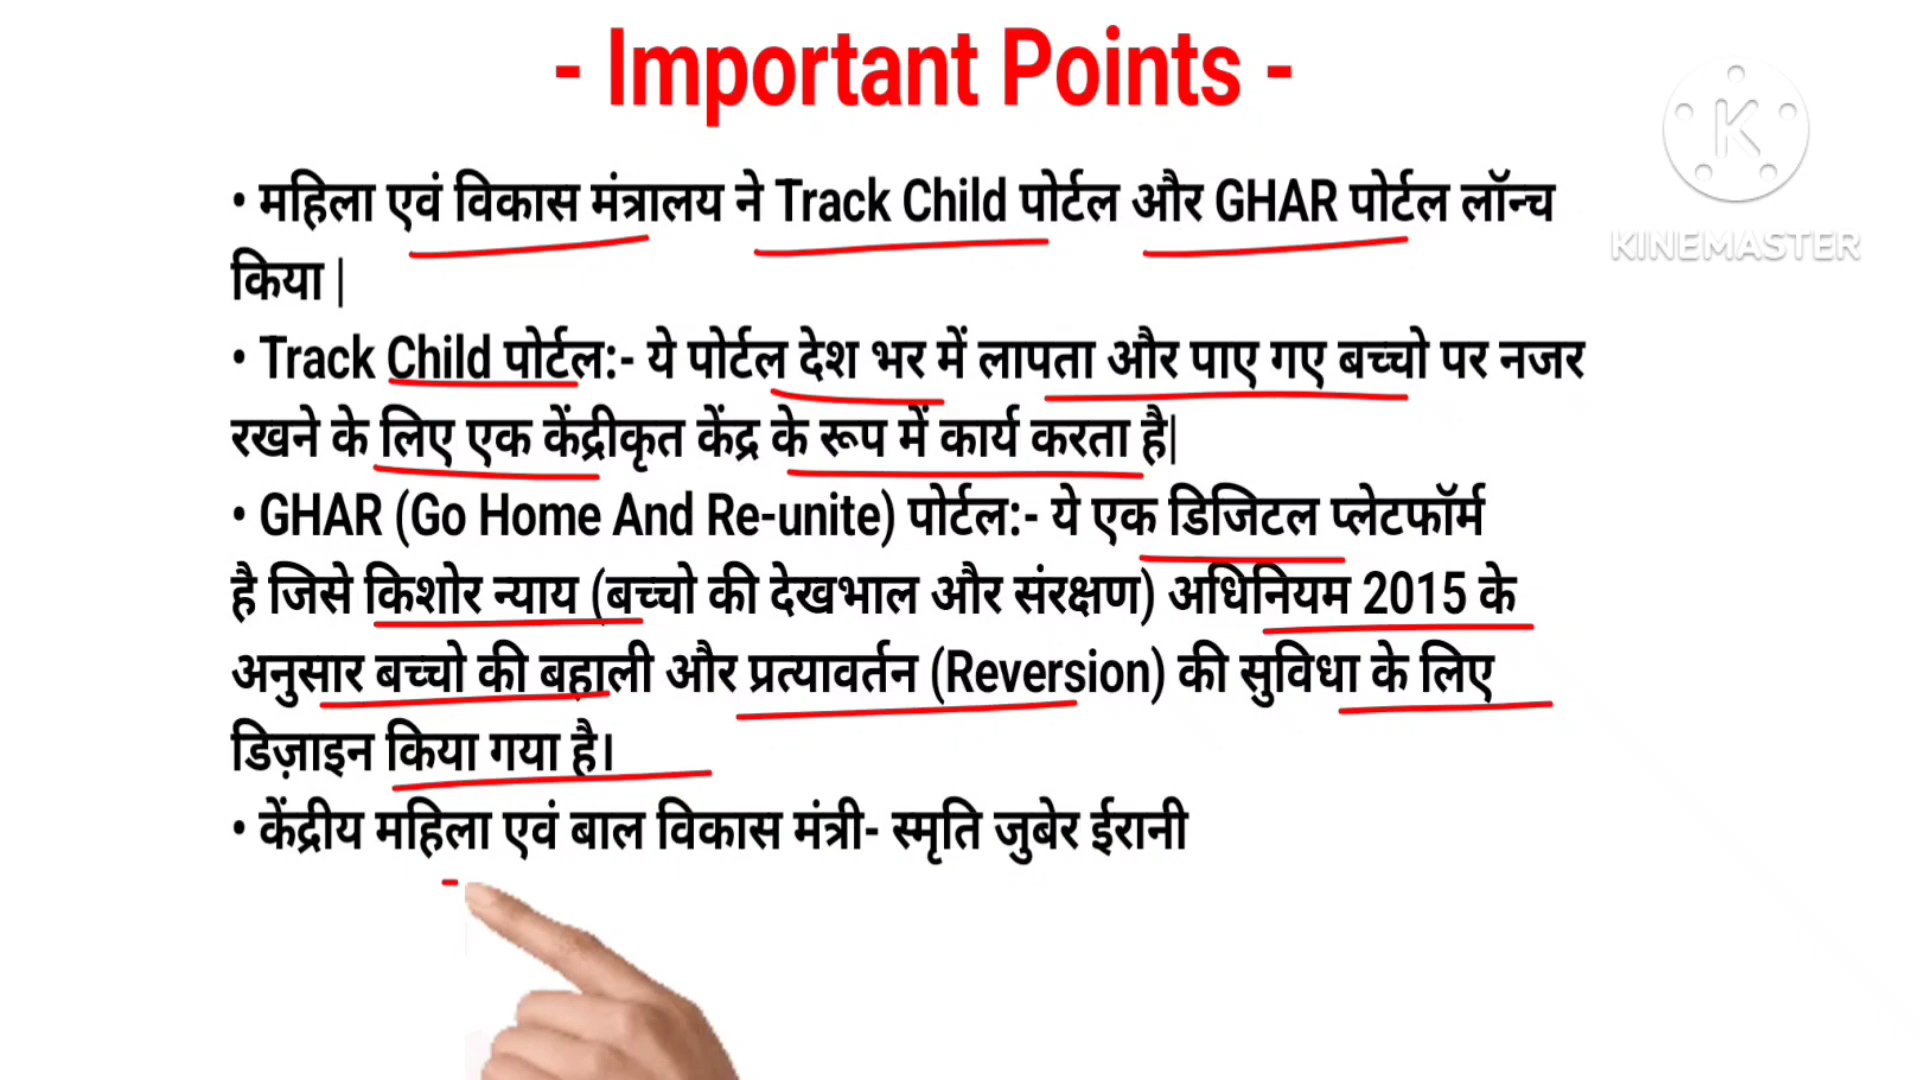 - Important Points -
• महिला एवं विकास मंत्रालय ने Track Child पोर्टल और GHAR पोर्टल लॉन्च
किया |
• Track Child पोर्टल:- ये पोर्टल देश भर में लापता और पाए गए बच्चो पर नजर
रखने के लिए एक केंद्रीकृत केंद्र के रूप में कार्य करता है|
• GHAR (Go Home And Re-unite) पोर्टल:- ये एक डिजिटल प्लेटफॉर्म
है जिसे किशोर न्याय (बच्चो की देखभाल और संरक्षण) अधिनियम 2015 के
अनुसार बच्चो की बहाली और प्रत्यावर्तन (Reversion) की सुविधा के लिए
डिज़ाइन किया गया है।
• केंद्रीय महिला एवं बाल विकास मंत्री- स्मृति जुबेर ईरानी
K
KINEMASTER